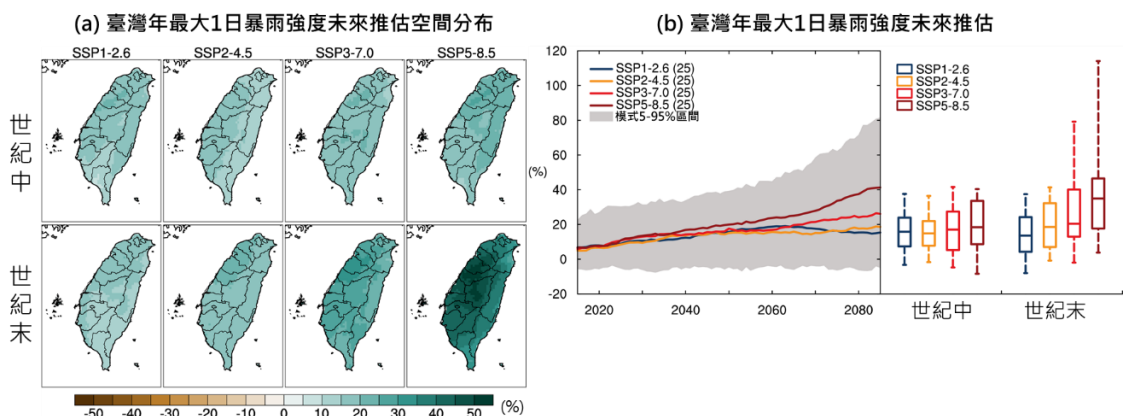 (a) 臺灣年最大1日暴雨強度未來推估空間分布
SSP1-2.6 SSP2-4.5 SSP3-7.0 SSP5-8.5
世紀中
世紀末
-50 -40 -30 -20 -10 0 10 20 30 40 50 (%)
(b) 臺灣年最大1日暴雨強度未來推估
120
100
80
60
40
20
0
-20
(%)
SSP1-2.6 (25)
SSP2-4.5 (25)
SSP3-7.0 (25)
SSP5-8.5 (25)
模式5-95%區間
2020 2040 2060 2080
SSP1-2.6
SSP2-4.5
SSP3-7.0
SSP5-8.5
世紀中 世紀末